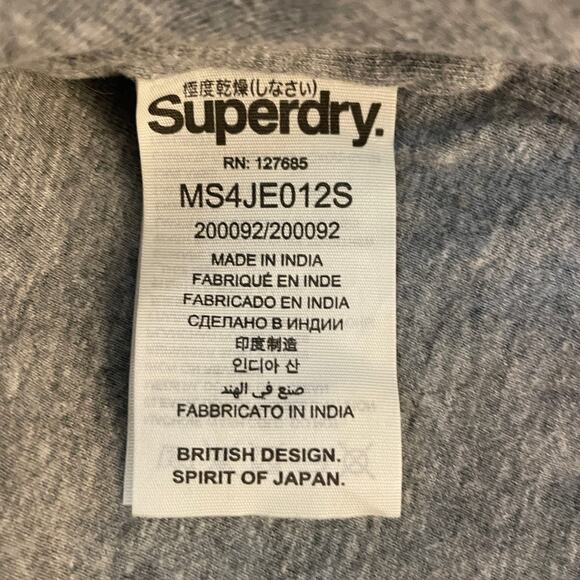 極度乾燥(しなさい)
Superdry.
RN: 127685
MS4JE012S
200092/200092
MADE IN INDIA
FABRIQUÉ EN INDE
FABRICADO EN INDIA
СДЕЛАНО В ИНДИИ
印度制造
인디아 산
صنع في الهند
FABBRICATO IN INDIA
BRITISH DESIGN.
SPIRIT OF JAPAN.